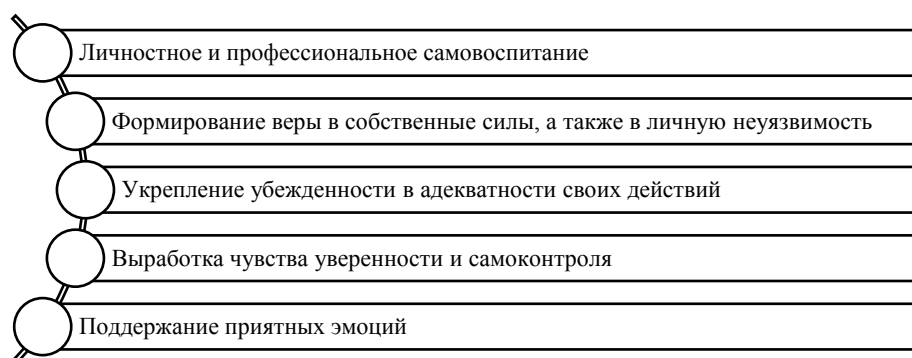 Личностное и профессиональное самовоспитание
Формирование веры в собственные силы, а также в личную неуязвимость
Укрепление убежденности в адекватности своих действий
Выработка чувства уверенности и самоконтроля
Поддержание приятных эмоций